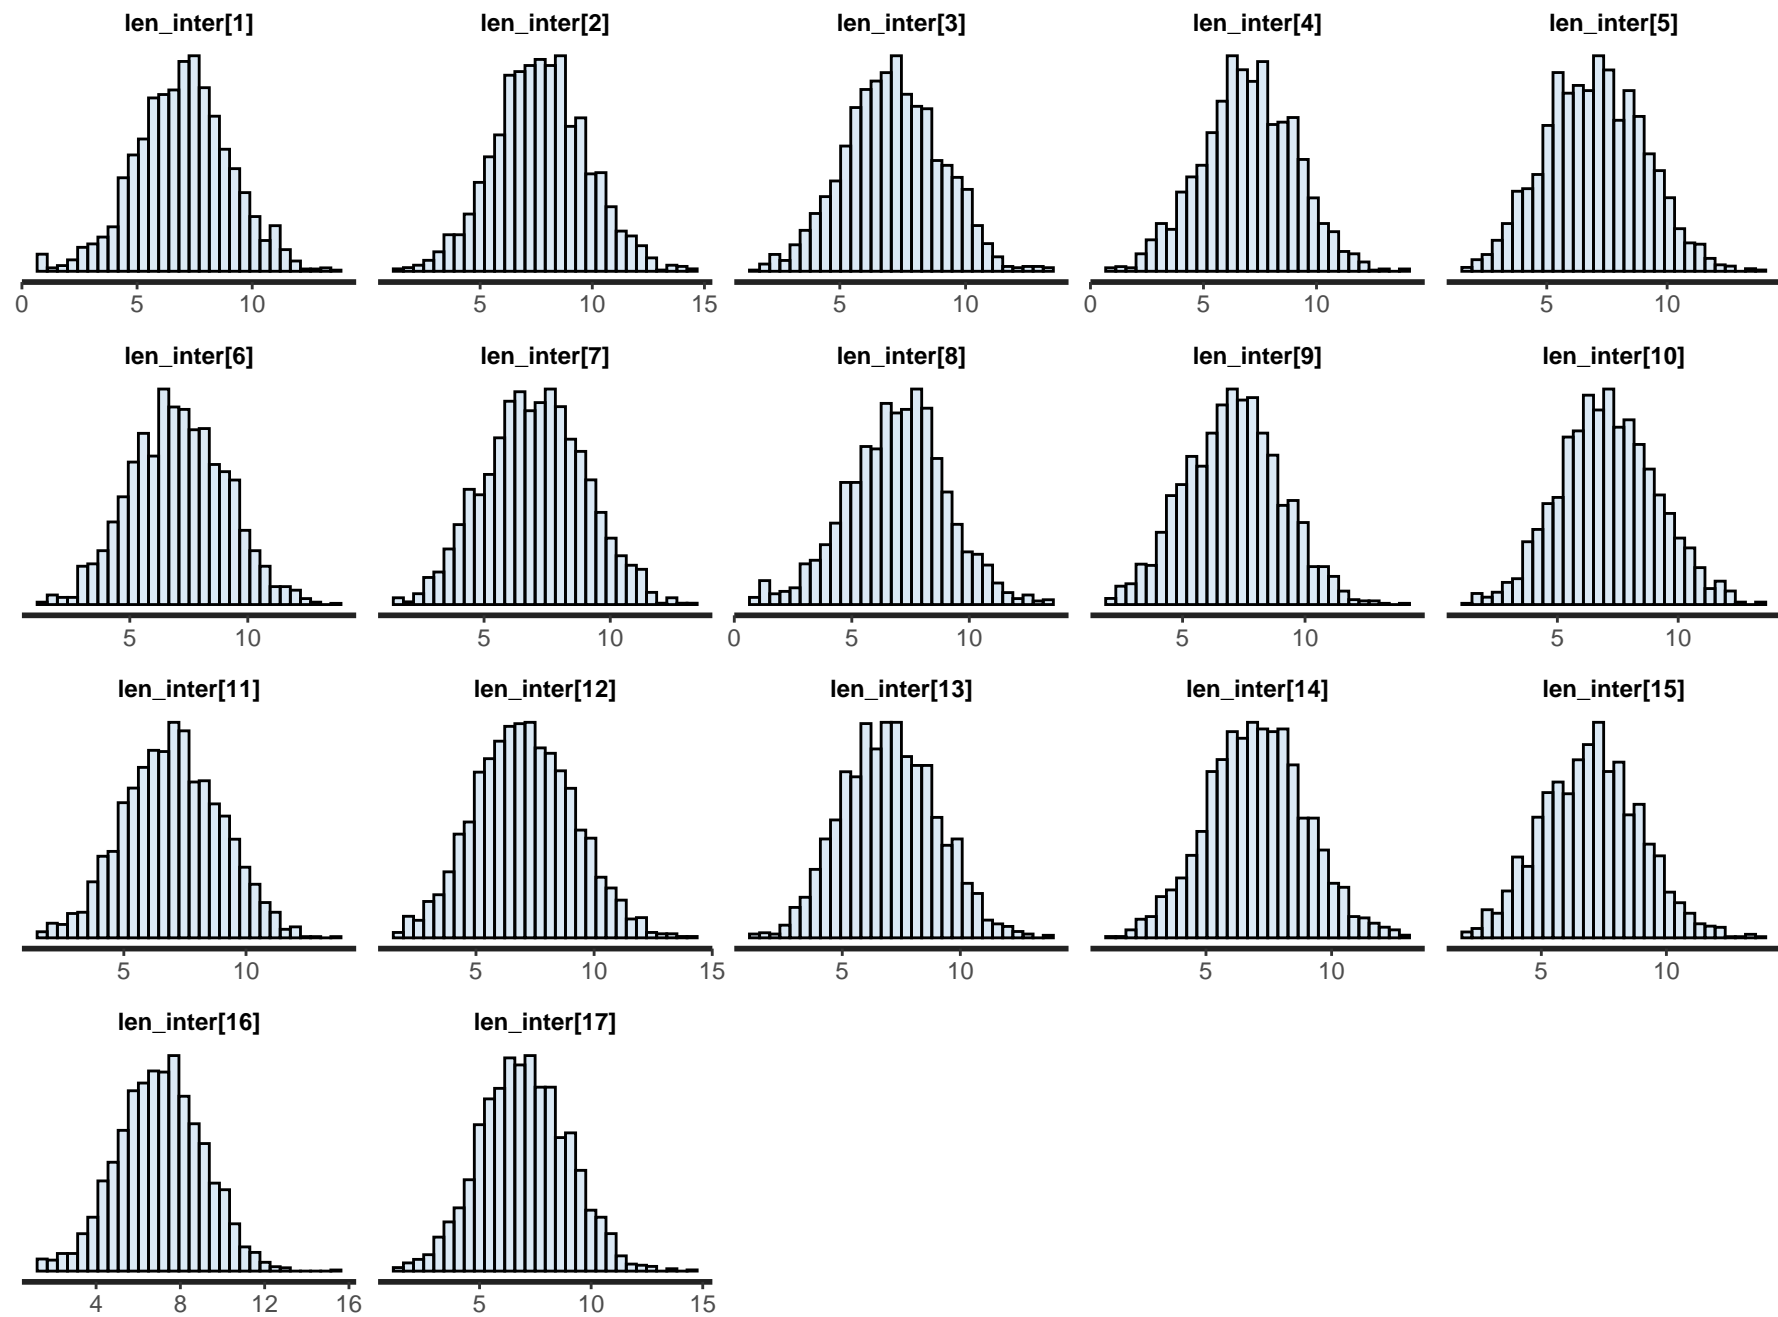 len_inter[1] len_inter[2] len_inter[3] len_inter[4] len_inter[5]
0 5 10 5 10 15 5 10 0 5 10 5 10
len_inter[6] len_inter[7] len_inter[8] len_inter[9] len_inter[10]
5 10 5 10 0 5 10 5 10 5 10
len_inter[11] len_inter[12] len_inter[13] len_inter[14] len_inter[15]
5 10 5 10 15 5 10 5 10 5 10
len_inter[16] len_inter[17]
4 8 12 16 5 10 15